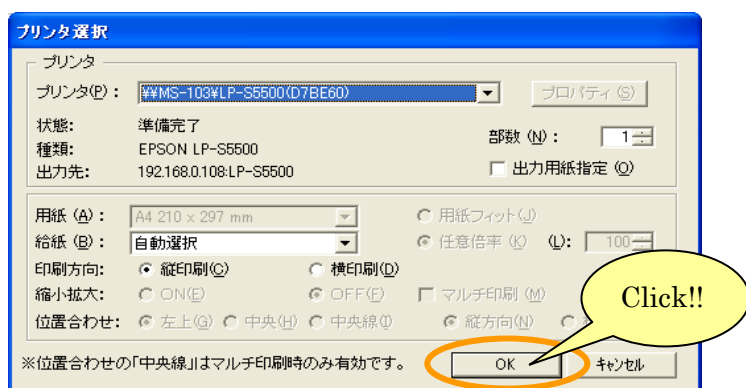 プリンタ選択
プリンタ
プリンタ(P): ¥¥MS-103¥LP-S5500(D7BE60) プロパティ(S)
状態: 準備完了 部数(N): 1
種類: EPSON LP-S5500
出力先: 192.168.0.108:LP-S5500 出力用紙指定(O)
用紙(A): A4 210 x 297 mm 用紙フィット(J)
給紙(B): 自動選択 任意倍率(K) (L): 100
印刷方向: 縦印刷(C) 横印刷(D)
縮小拡大: ON(E) OFF(F) マルチ印刷(M)
位置合わせ: 左上(G) 中央(H) 中央線(I) 縦方向(N)
Click!!
※位置合わせの「中央線」はマルチ印刷時のみ有効です。 OK キャンセル